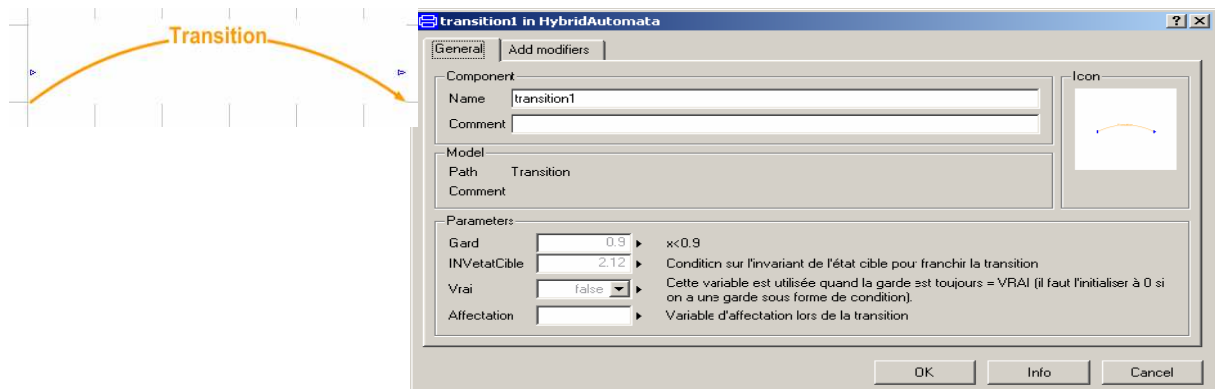 Transition
transition1 in HybridAutomata
General
Add modifiers
Component
Name transition1
Comment
Icon
Model
Path Transition
Comment
Parameters
Gard 0.9 x<0.9
INVetatCible 2.12 Condition sur l'invariant de l'état cible pour franchir la transition
Vrai false Cette variable est utilisée quand la garde est toujours = VRAI (il faut l'initialiser à 0 si
on a une garde sous forme de condition).
Affectation Variable d'affectation lors de la transition
OK Info Cancel